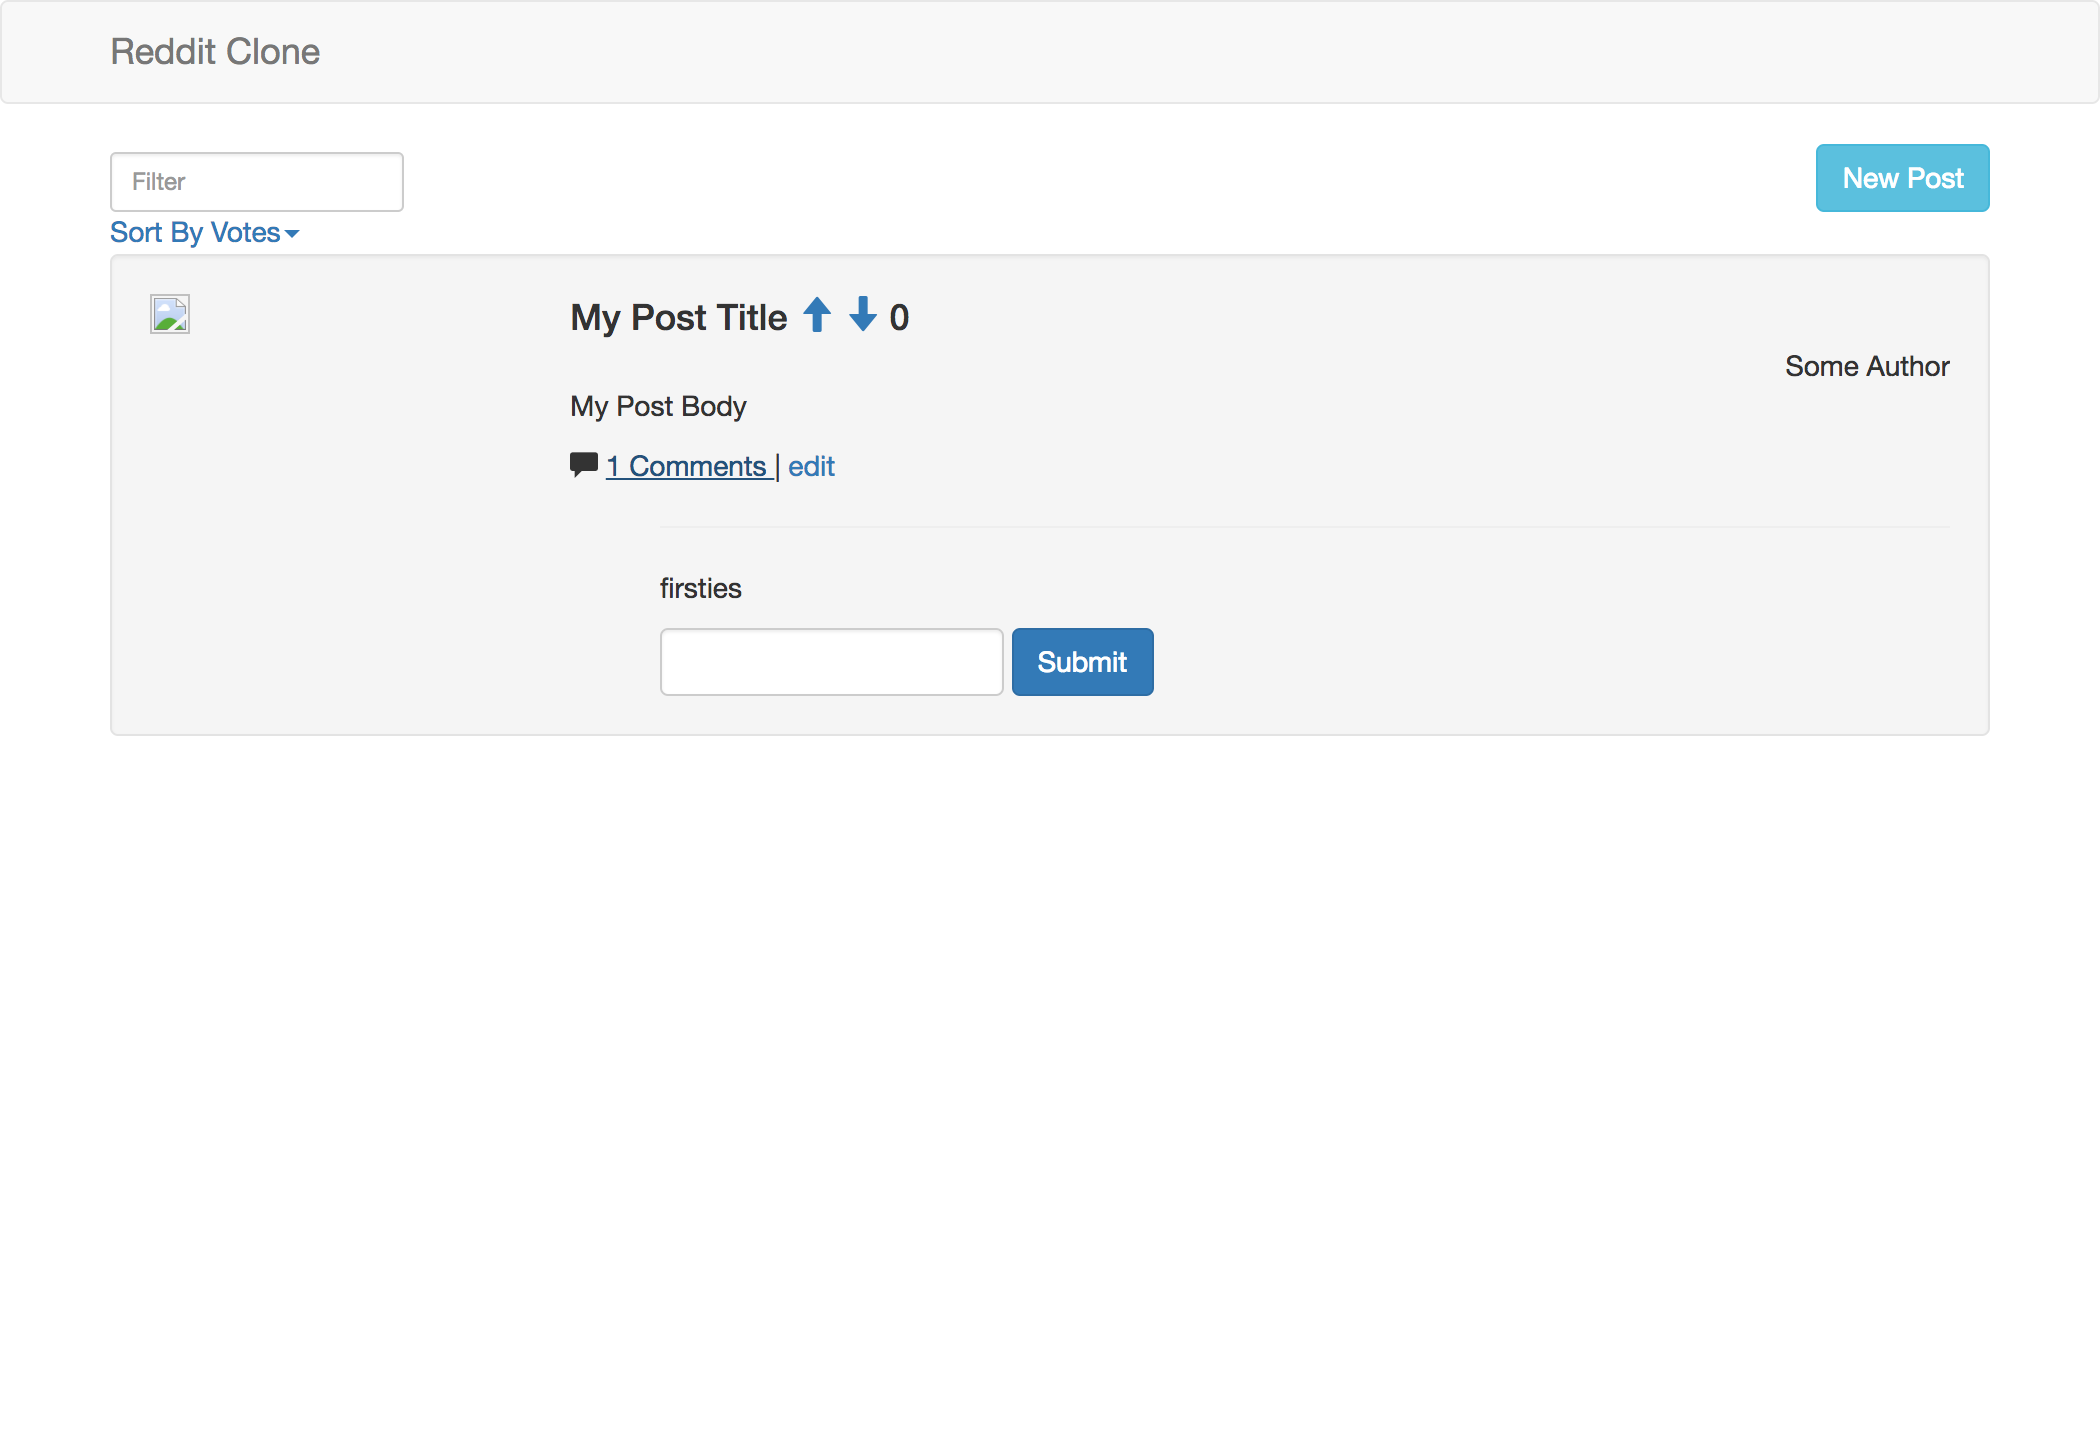 Reddit Clone
Filter
New Post
Sort By Votes
My Post Title 0
Some Author
My Post Body
1 Comments | edit
firsties
Submit